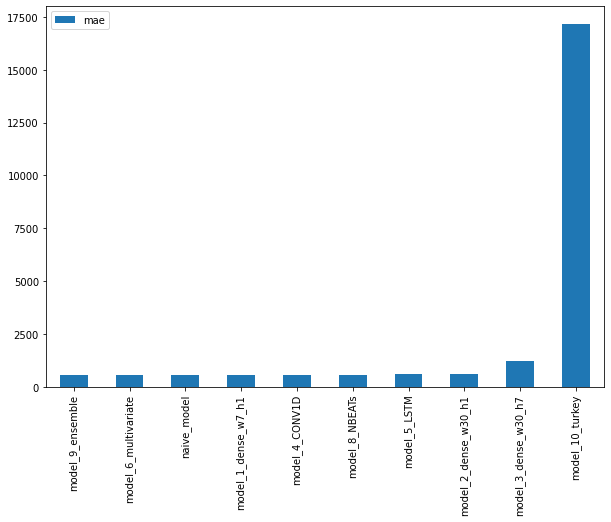 mae
17500
15000
12500
10000
7500
5000
2500
0
model_9_ensemble
model_6_multivariate
naive_model
model_1_dense_w7_h1
model_4_CONV1D
model_8_NBEATs
model_5_LSTM
model_2_dense_w30_h1
model_3_dense_w30_h7
model_10_turkey